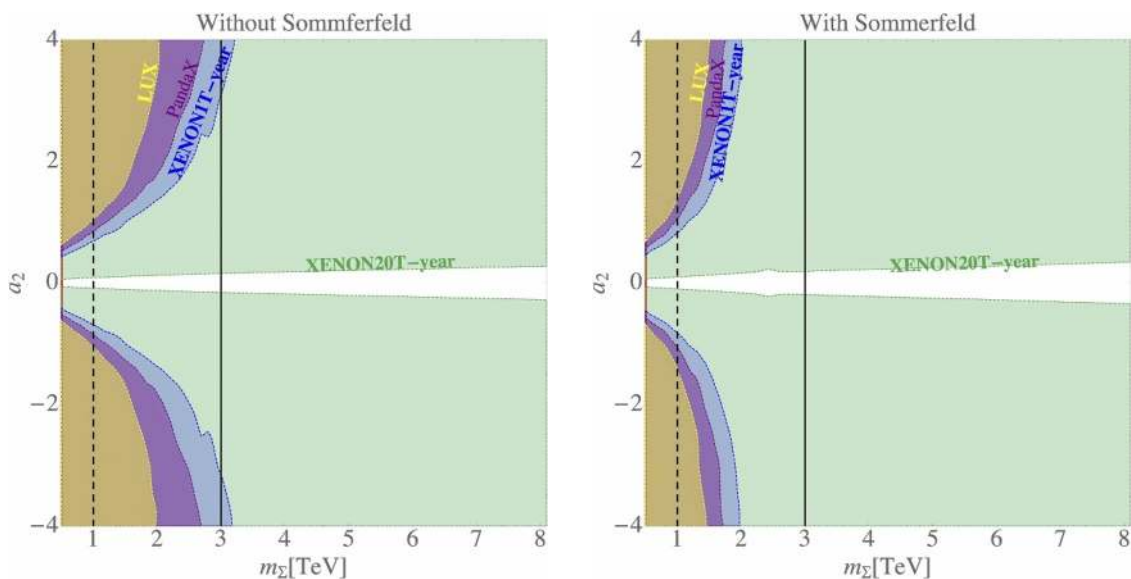 Without Sommferfeld
4
2
0
−2
−4
a2
LUX
PandaX
XENON1T−year
XENON20T−year
1 2 3 4 5 6 7 8
mΣ[TeV]
With Sommerfeld
4
2
0
−2
−4
a2
LUX
PandaX
XENON1T−year
XENON20T−year
1 2 3 4 5 6 7 8
mΣ[TeV]